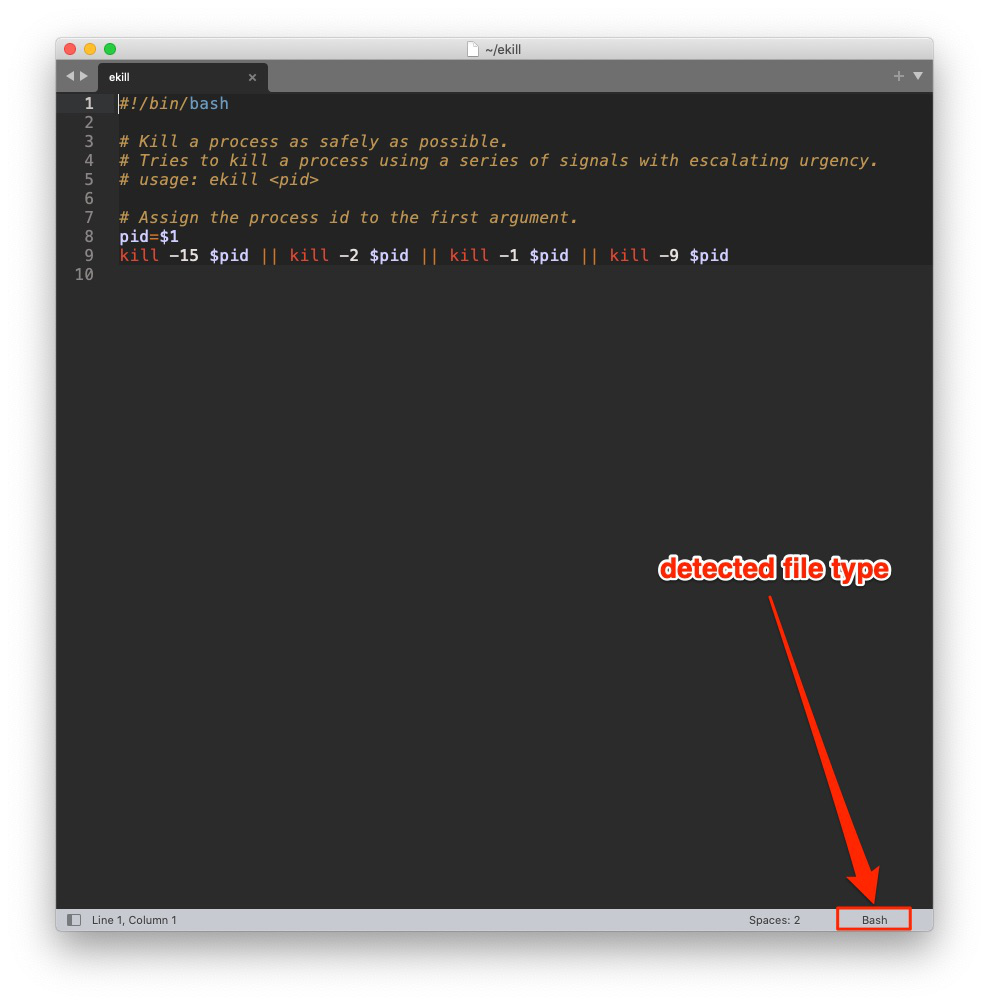 ~/ekill
ekill
1 #!/bin/bash
2
3 # Kill a process as safely as possible.
4 # Tries to kill a process using a series of signals with escalating urgency.
5 # usage: ekill <pid>
6
7 # Assign the process id to the first argument.
8 pid=$1
9 kill -15 $pid || kill -2 $pid || kill -1 $pid || kill -9 $pid
10
detected file type
Line 1, Column 1 Spaces: 2 Bash